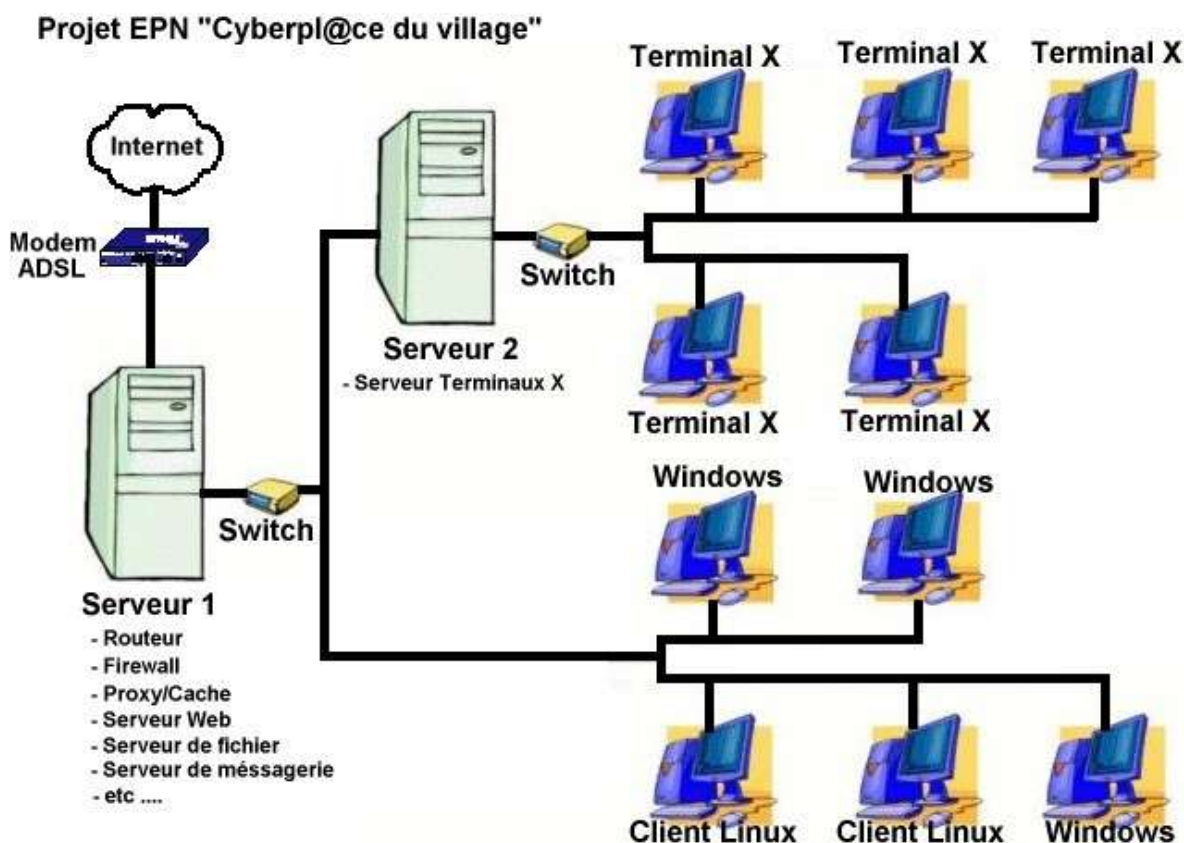 Projet EPN "Cyberpl@ce du village"
Terminal X
Terminal X
Terminal X
Internet
Modem
ADSL
Switch
Serveur 2
- Serveur Terminaux X
Terminal X
Terminal X
Windows
Windows
Switch
Serveur 1
- Routeur
- Firewall
- Proxy/Cache
- Serveur Web
- Serveur de fichier
- Serveur de méssagerie
- etc ....
Client Linux
Client Linux
Windows